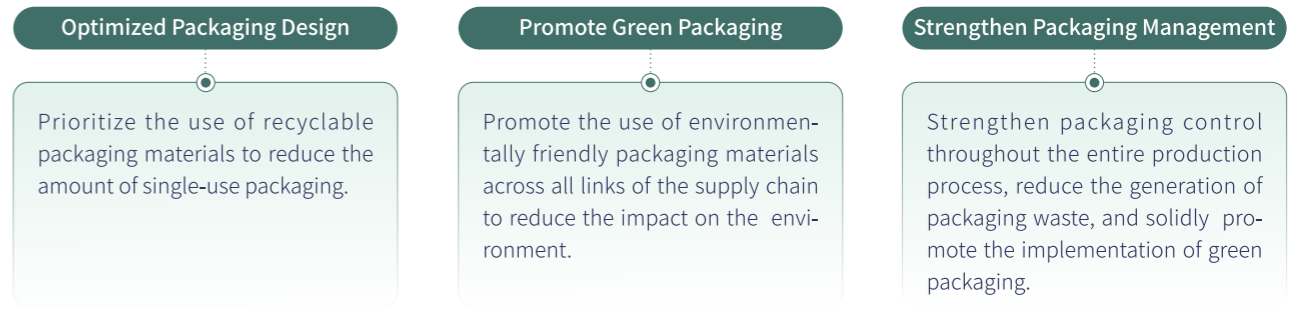 Optimized Packaging Design
Prioritize the use of recyclable
packaging materials to reduce the
amount of single-use packaging.
Promote Green Packaging
Promote the use of environmen-
tally friendly packaging materials
across all links of the supply chain
to reduce the impact on the envi-
ronment.
Strengthen Packaging Management
Strengthen packaging control
throughout the entire production
process, reduce the generation of
packaging waste, and solidly pro-
mote the implementation of green
packaging.